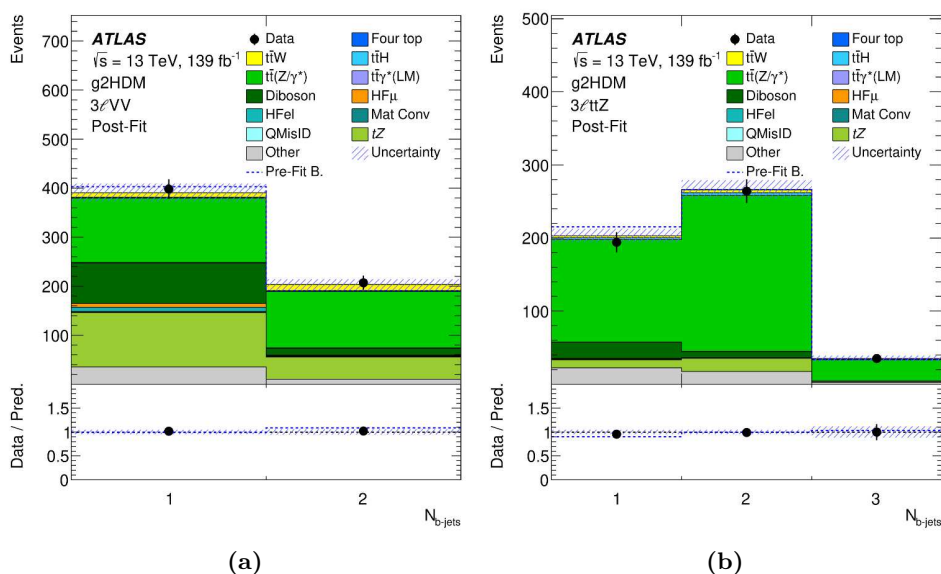 Events
700
600
500
400
300
200
100
ATLAS
√s = 13 TeV, 139 fb⁻¹
g2HDM
3ℓVV
Post-Fit
Data
Four top
tt̄W
tt̄H
tt̄(Z/γ*)
tt̄γ*(LM)
Diboson
HFμ
HFel
Mat Conv
QMisID
tZ
Other
Uncertainty
Pre-Fit B.
Data / Pred.
1.5
1
0.5
0
1 2
N_b-jets
(a)
Events
500
400
300
200
100
ATLAS
√s = 13 TeV, 139 fb⁻¹
g2HDM
3ℓttZ
Post-Fit
Data
Four top
tt̄W
tt̄H
tt̄(Z/γ*)
tt̄γ*(LM)
Diboson
HFμ
HFel
Mat Conv
QMisID
tZ
Other
Uncertainty
Pre-Fit B.
Data / Pred.
1.5
1
0.5
0
1 2 3
N_b-jets
(b)